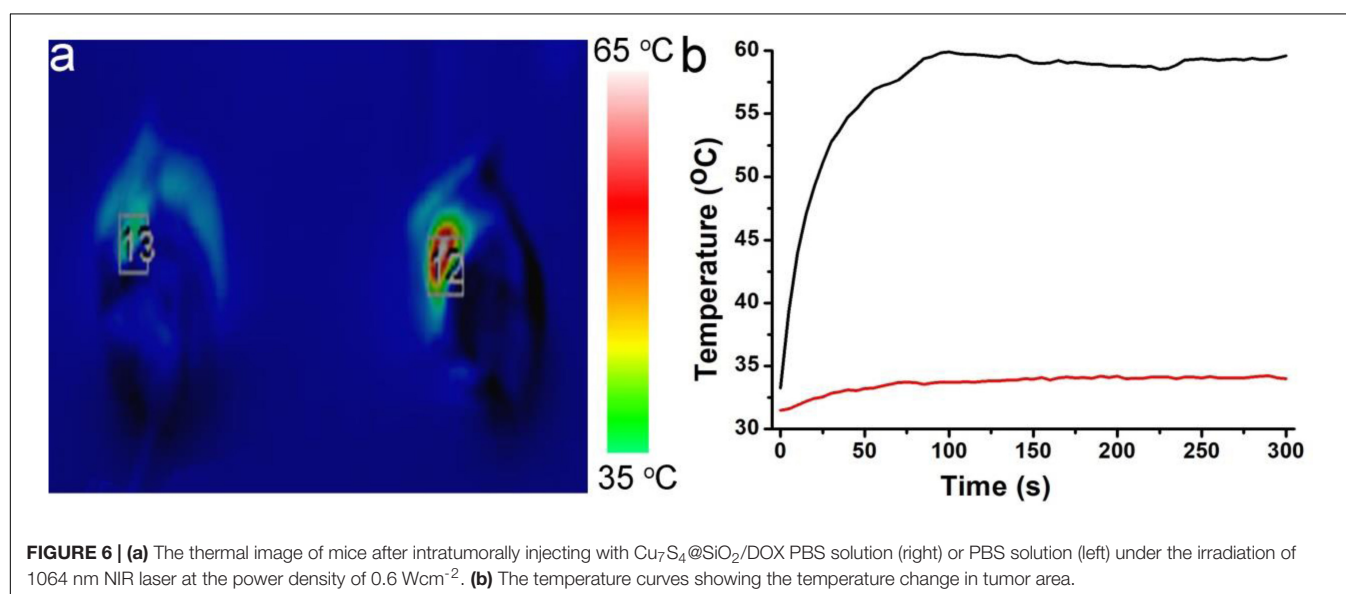 a
65 °C
35 °C
13
12
b
60
55
50
45
40
35
30
Temperature (°C)
0 50 100 150 200 250 300
Time (s)
FIGURE 6 | (a) The thermal image of mice after intratumorally injecting with Cu₇S₄@SiO₂/DOX PBS solution (right) or PBS solution (left) under the irradiation of
1064 nm NIR laser at the power density of 0.6 Wcm⁻². (b) The temperature curves showing the temperature change in tumor area.